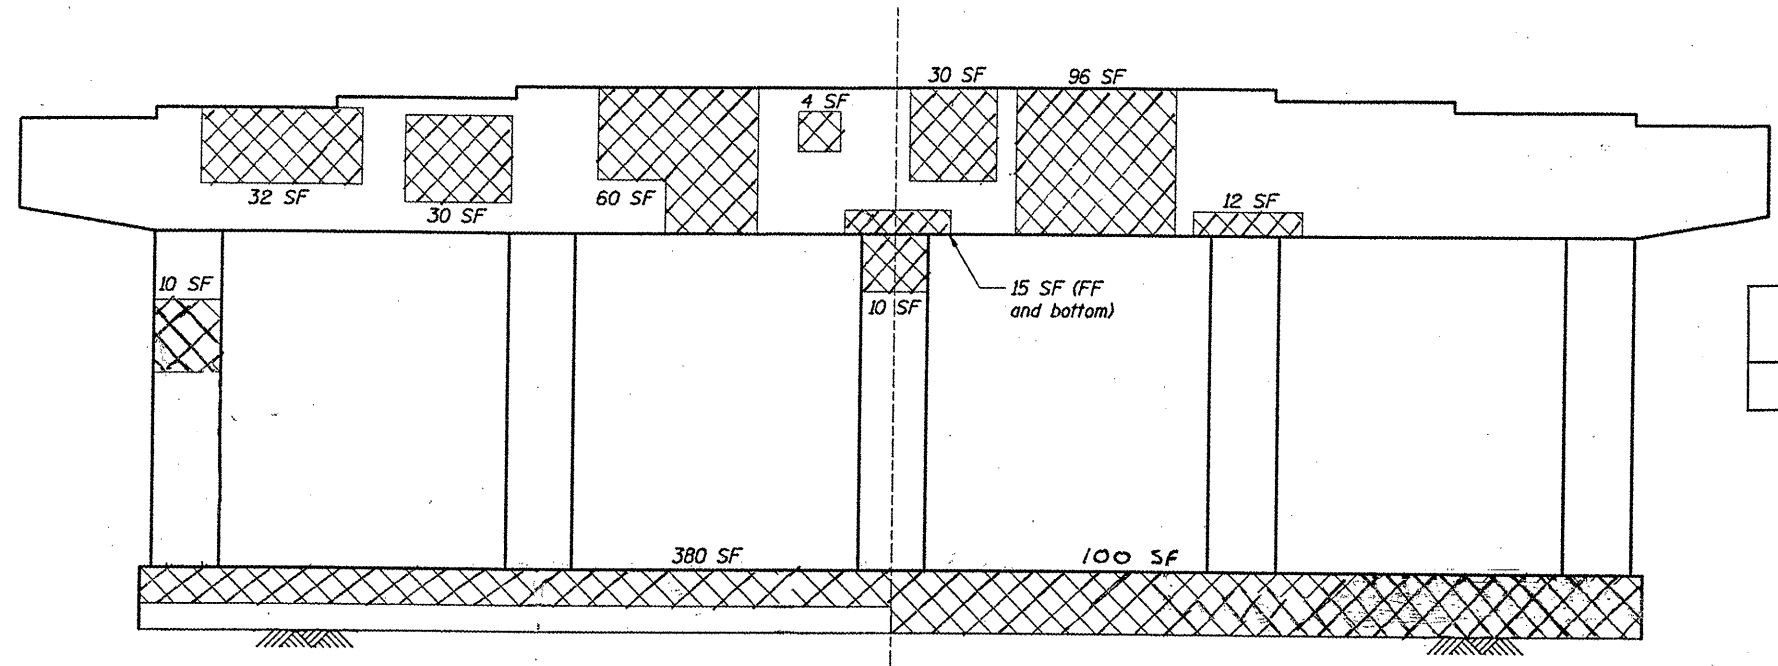 30 SF
96 SF
4 SF
32 SF
30 SF
60 SF
12 SF
10 SF
15 SF (FF
and bottom)
10 SF
380 SF
100 SF